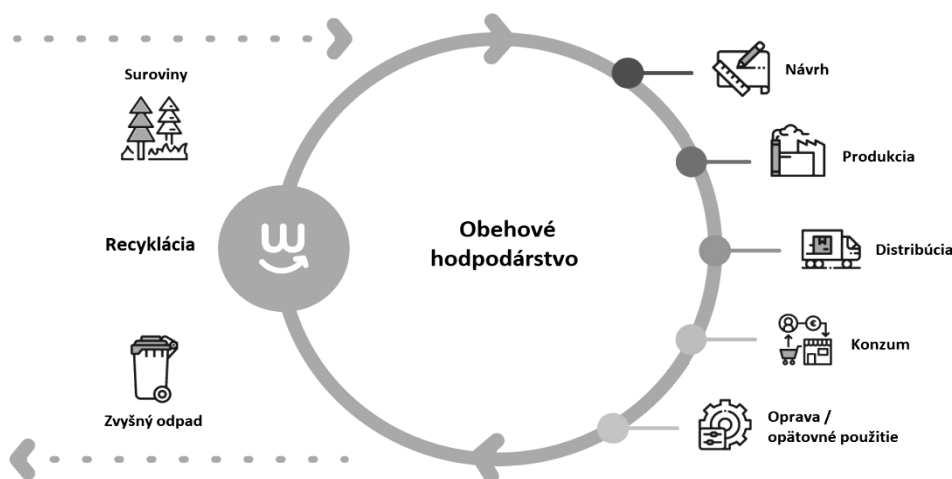 Suroviny
Návrh
Produkcia
Recyklácia
Obehové
hodpodárstvo
Distribúcia
Konzum
Zvyšný odpad
Oprava /
opätovné použitie